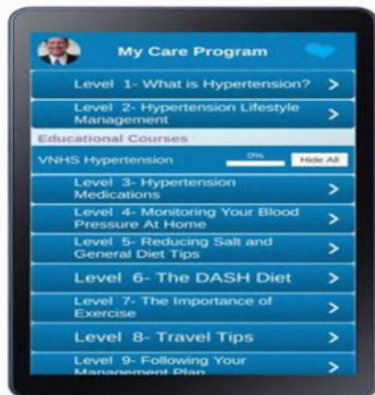 My Care Program
Level 1- What is Hypertension?
Level 2- Hypertension Lifestyle
Management
Educational Courses
VNHS Hypertension
0%
Hide All
Level 3- Hypertension
Medications
Level 4- Monitoring Your Blood
Pressure At Home
Level 5- Reducing Salt and
General Diet Tips
Level 6- The DASH Diet
Level 7- The Importance of
Exercise
Level 8- Travel Tips
Level 9- Following Your
Management Plan